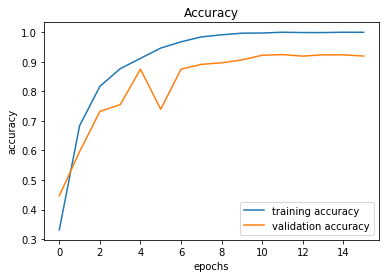 Accuracy
1.0
0.9
0.8
0.7
0.6
0.5
0.4
0.3
accuracy
0 2 4 6 8 10 12 14
epochs
training accuracy
validation accuracy